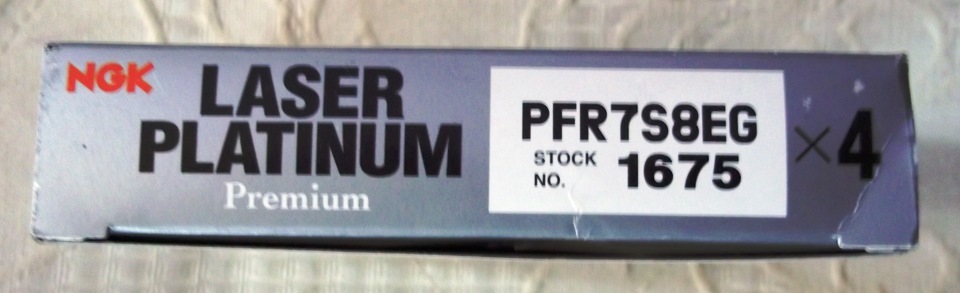 NGK
LASER
PLATINUM
Premium
PFR7S8EG
STOCK
NO.
1675
×4